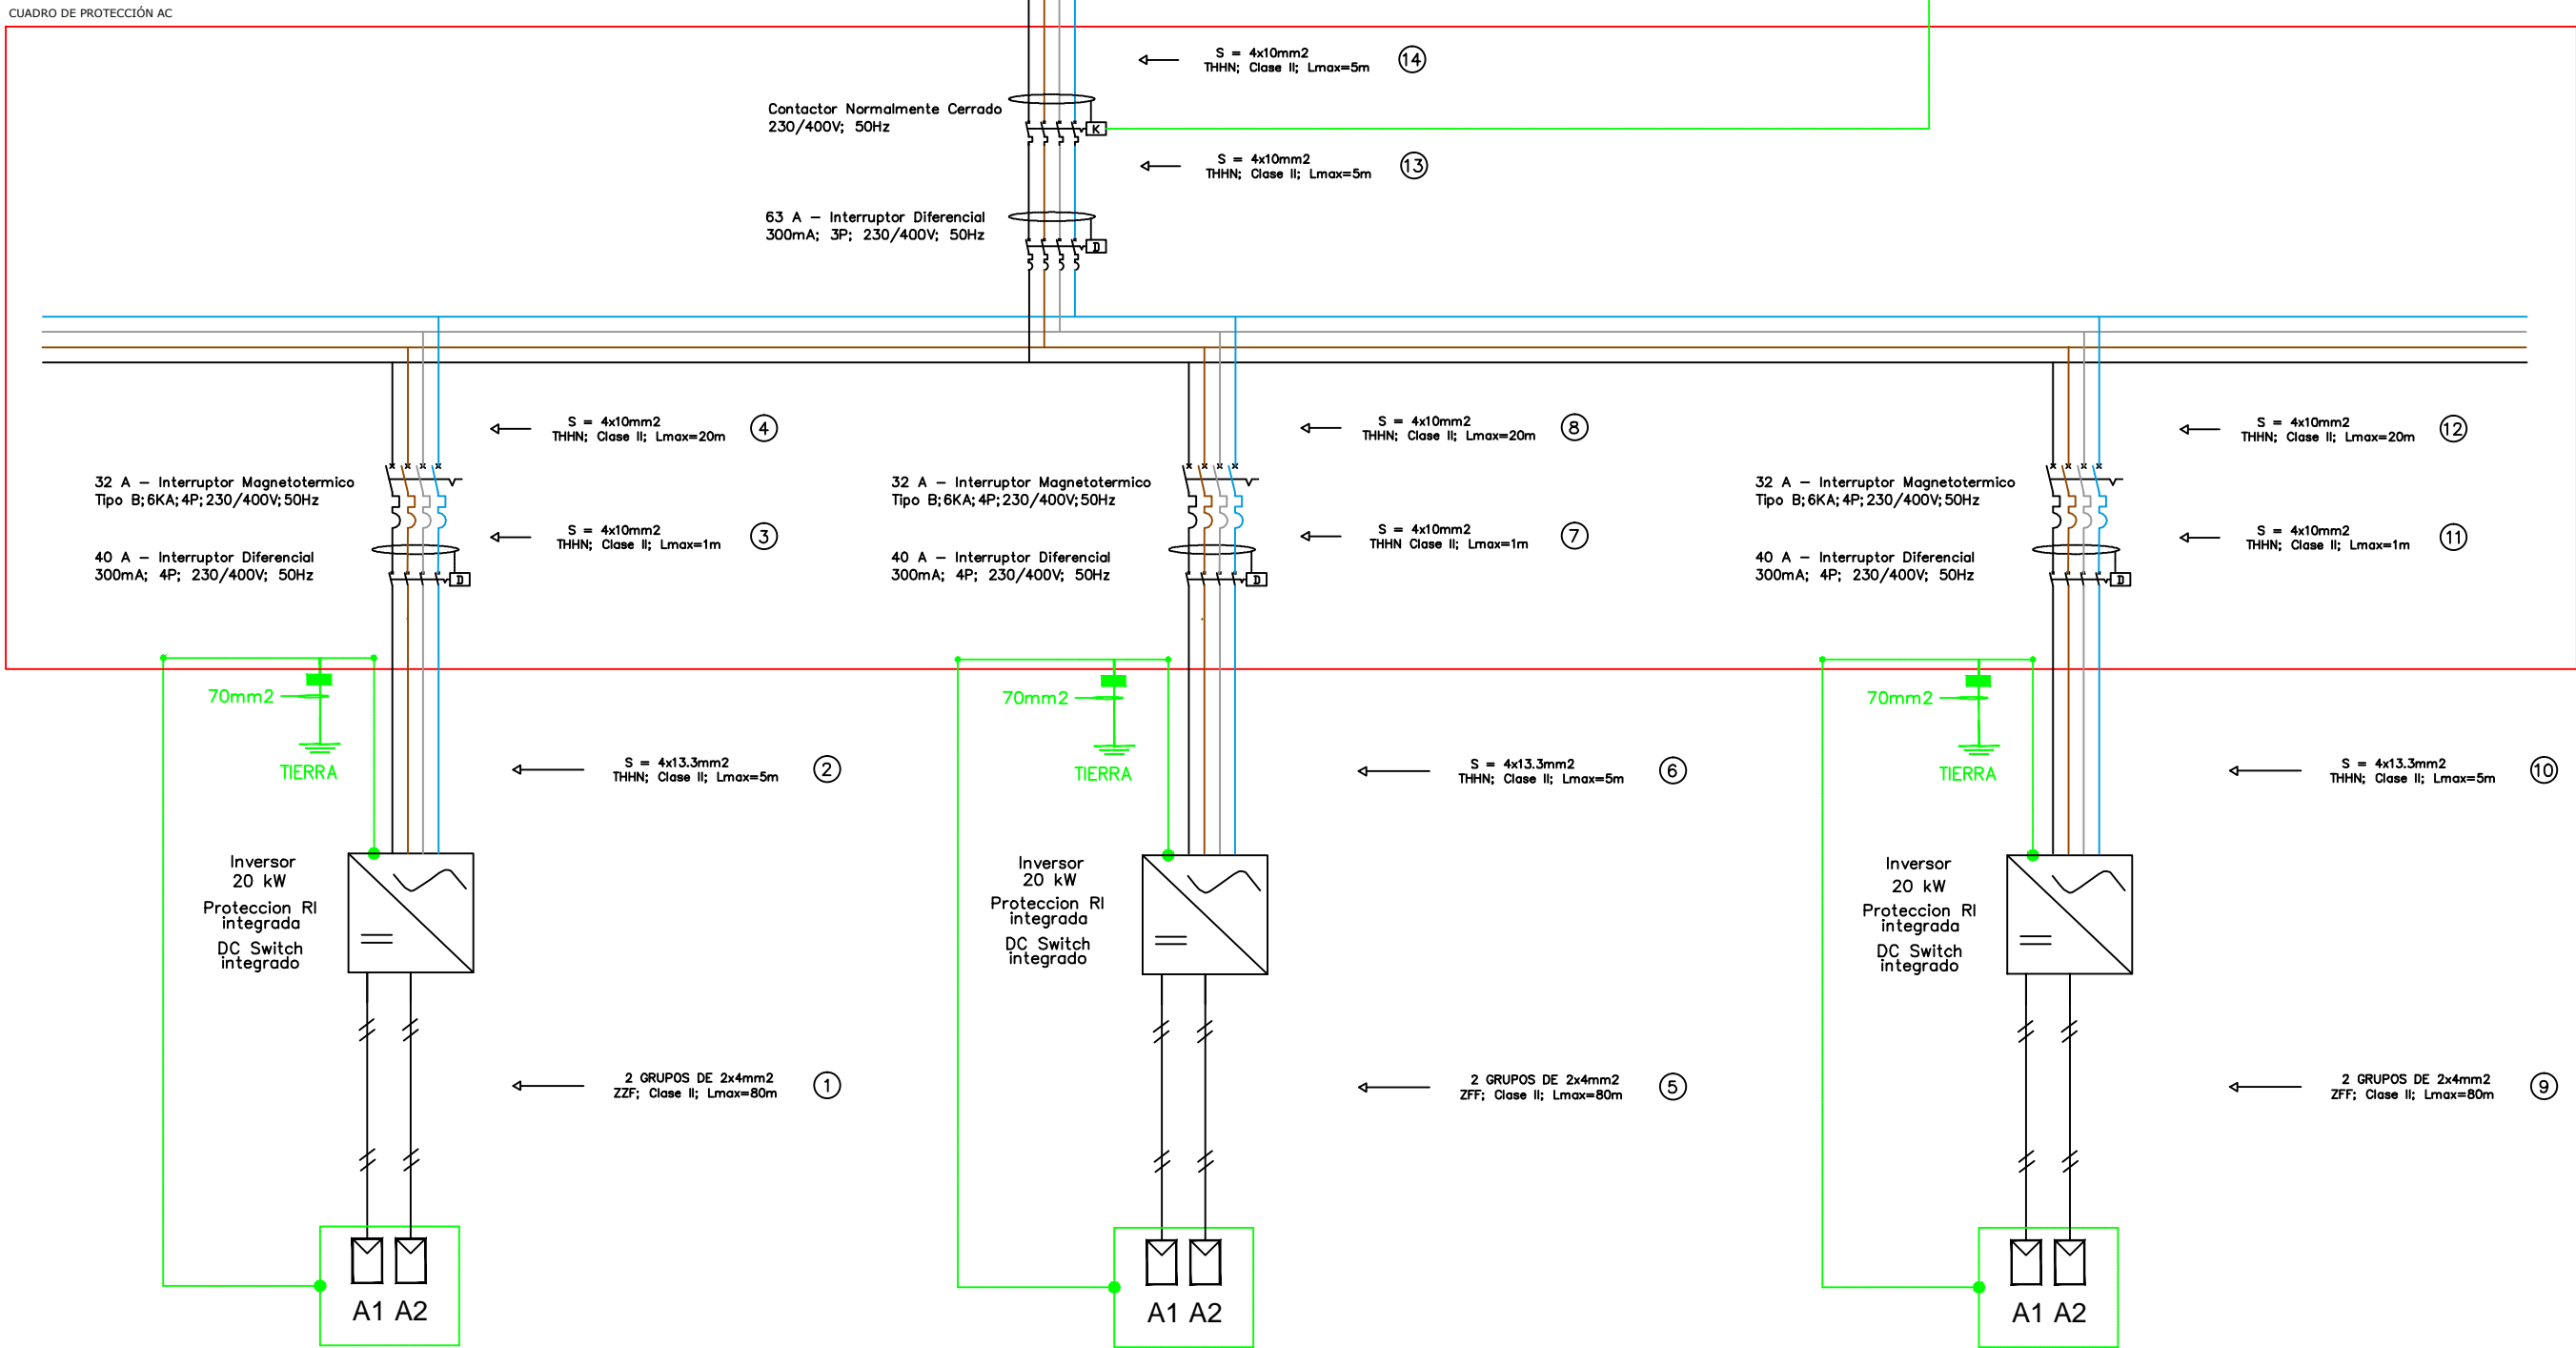 CUADRO DE PROTECCIÓN AC
S = 4x10mm2
THHN; Clase II; Lmax=5m
14
Contactor Normalmente Cerrado
230/400V; 50Hz
K
S = 4x10mm2
THHN; Clase II; Lmax=5m
13
63 A – Interruptor Diferencial
300mA; 3P; 230/400V; 50Hz
D
S = 4x10mm2
THHN; Clase II; Lmax=20m
4
32 A – Interruptor Magnetotermico
Tipo B;6KA;4P;230/400V;50Hz
S = 4x10mm2
THHN; Clase II; Lmax=1m
3
40 A – Interruptor Diferencial
300mA; 4P; 230/400V; 50Hz
D
S = 4x10mm2
THHN; Clase II; Lmax=20m
8
32 A – Interruptor Magnetotermico
Tipo B;6KA;4P;230/400V;50Hz
S = 4x10mm2
THHN Clase II; Lmax=1m
7
40 A – Interruptor Diferencial
300mA; 4P; 230/400V; 50Hz
D
S = 4x10mm2
THHN; Clase II; Lmax=20m
12
32 A – Interruptor Magnetotermico
Tipo B;6KA;4P;230/400V;50Hz
S = 4x10mm2
THHN; Clase II; Lmax=1m
11
40 A – Interruptor Diferencial
300mA; 4P; 230/400V; 50Hz
D
70mm2
TIERRA
S = 4x13.3mm2
THHN; Clase II; Lmax=5m
2
Inversor
20 kW
Proteccion RI
integrada
DC Switch
integrado
2 GRUPOS DE 2x4mm2
ZZF; Clase II; Lmax=80m
1
A1 A2
70mm2
TIERRA
S = 4x13.3mm2
THHN; Clase II; Lmax=5m
6
Inversor
20 kW
Proteccion RI
integrada
DC Switch
integrado
2 GRUPOS DE 2x4mm2
ZFF; Clase II; Lmax=80m
5
A1 A2
70mm2
TIERRA
S = 4x13.3mm2
THHN; Clase II; Lmax=5m
10
Inversor
20 kW
Proteccion RI
integrada
DC Switch
integrado
2 GRUPOS DE 2x4mm2
ZFF; Clase II; Lmax=80m
9
A1 A2